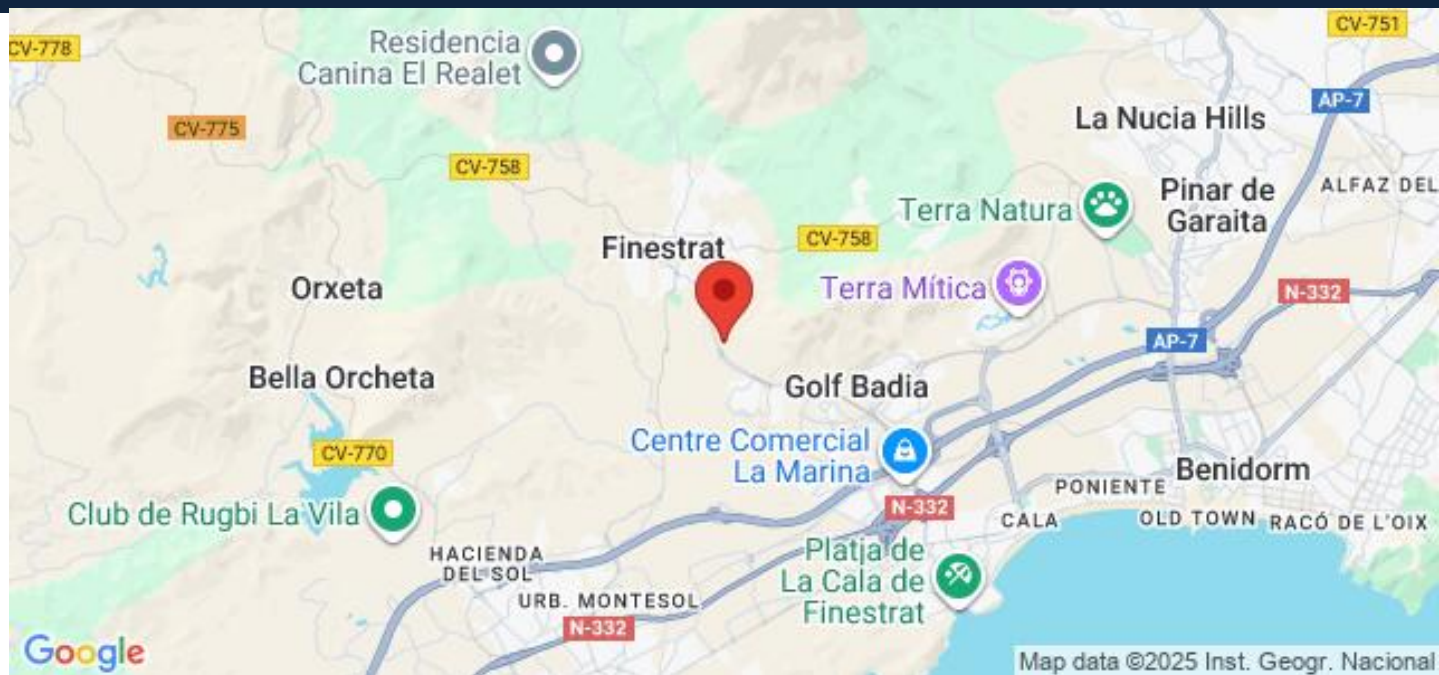 CV-778
Residencia
Canina El Realet
CV-751
AP-7
CV-775
La Nucia Hills
CV-758
Pinar de
Garaita
ALFAZ DEL
Terra Natura
Finestrat
CV-758
Orxeta
Terra Mítica
N-332
AP-7
Bella Orcheta
Golf Badia
Centre Comercial
La Marina
CV-770
Benidorm
PONIENTE
Club de Rugbi La Vila
N-332
CALA
OLD TOWN
RACÓ DE L'OIX
HACIENDA
DEL SOL
Platja de
La Cala de
Finestrat
URB. MONTESOL
N-332
Google
Map data ©2025 Inst. Geogr. Nacional